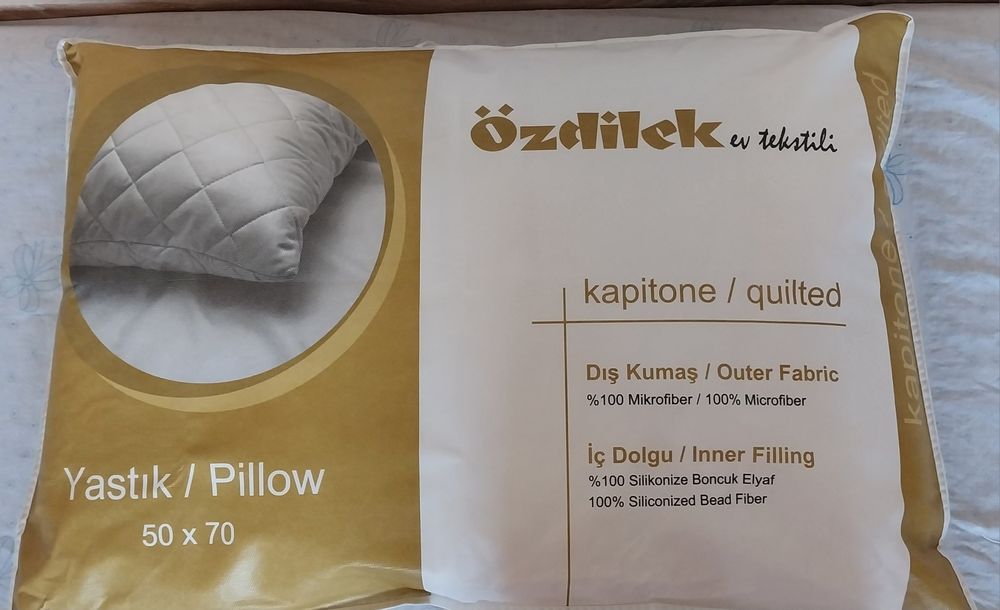 Özdilek ev tekstili
kapitone / quilted
Dış Kumaş / Outer Fabric
%100 Mikrofiber / 100% Microfiber
İç Dolgu / Inner Filling
%100 Silikonize Boncuk Elyaf
100% Siliconized Bead Fiber
Yastık / Pillow
50 x 70
kapitone /